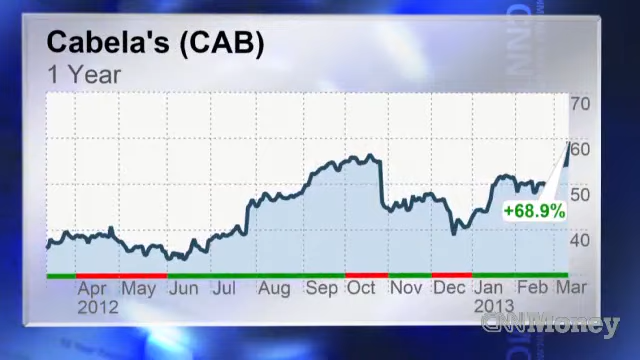 Cabela's (CAB)
1 Year
70
60
50
+68.9%
40
Apr May Jun Jul Aug Sep Oct Nov Dec Jan Feb Mar
2012 2013
CNNMoney